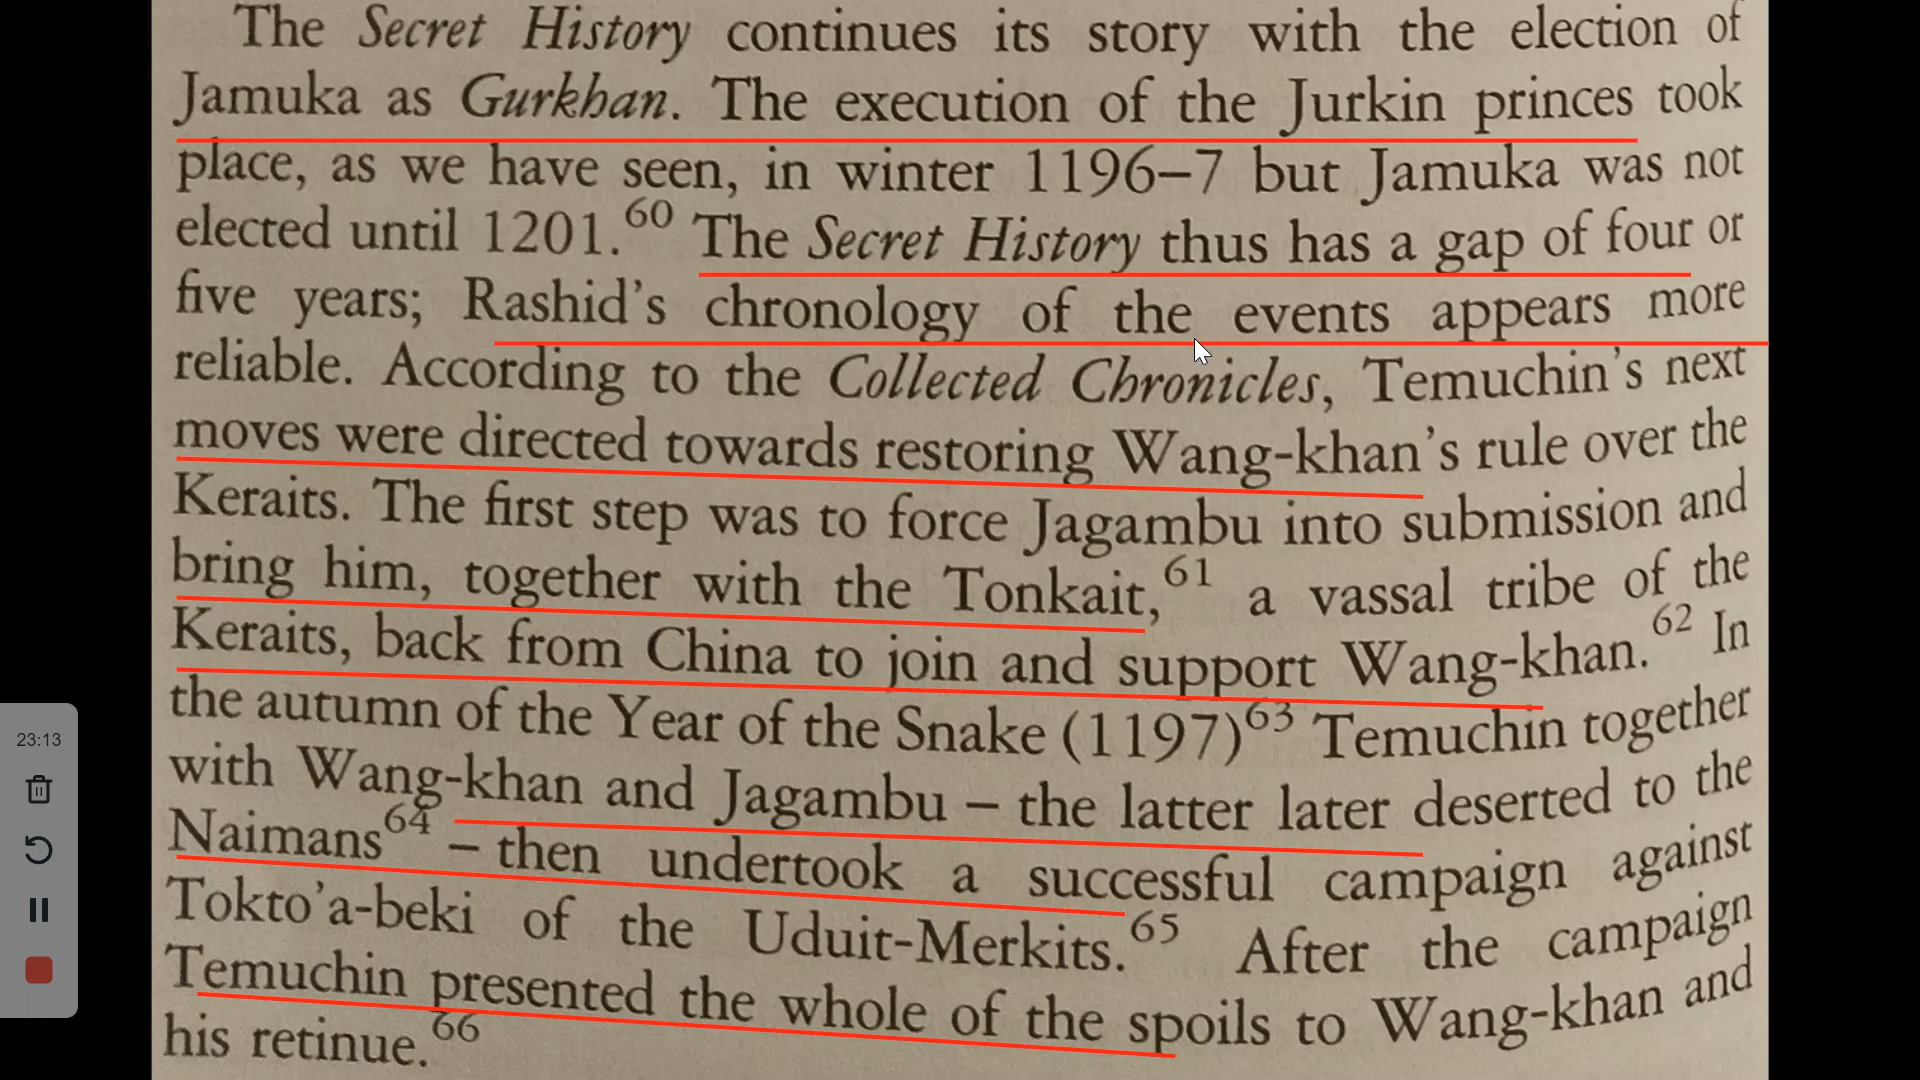 The Secret History continues its story with the election of
Jamuka as Gurkhan. The execution of the Jurkin princes took
place, as we have seen, in winter 1196–7 but Jamuka was not
elected until 1201.60 The Secret History thus has a gap of four or
five years; Rashid's chronology of the events appears more
reliable. According to the Collected Chronicles, Temuchin's next
moves were directed towards restoring Wang-khan's rule over the
Keraits. The first step was to force Jagambu into submission and
bring him, together with the Tonkait,61 a vassal tribe of the
Keraits, back from China to join and support Wang-khan.62 In
the autumn of the Year of the Snake (1197)63 Temuchin together
with Wang-khan and Jagambu – the latter later deserted to the
Naimans64 – then undertook a successful campaign against
Tokto'a-beki of the Uduit-Merkits.65 After the campaign
Temuchin presented the whole of the spoils to Wang-khan and
his retinue.66
23:13